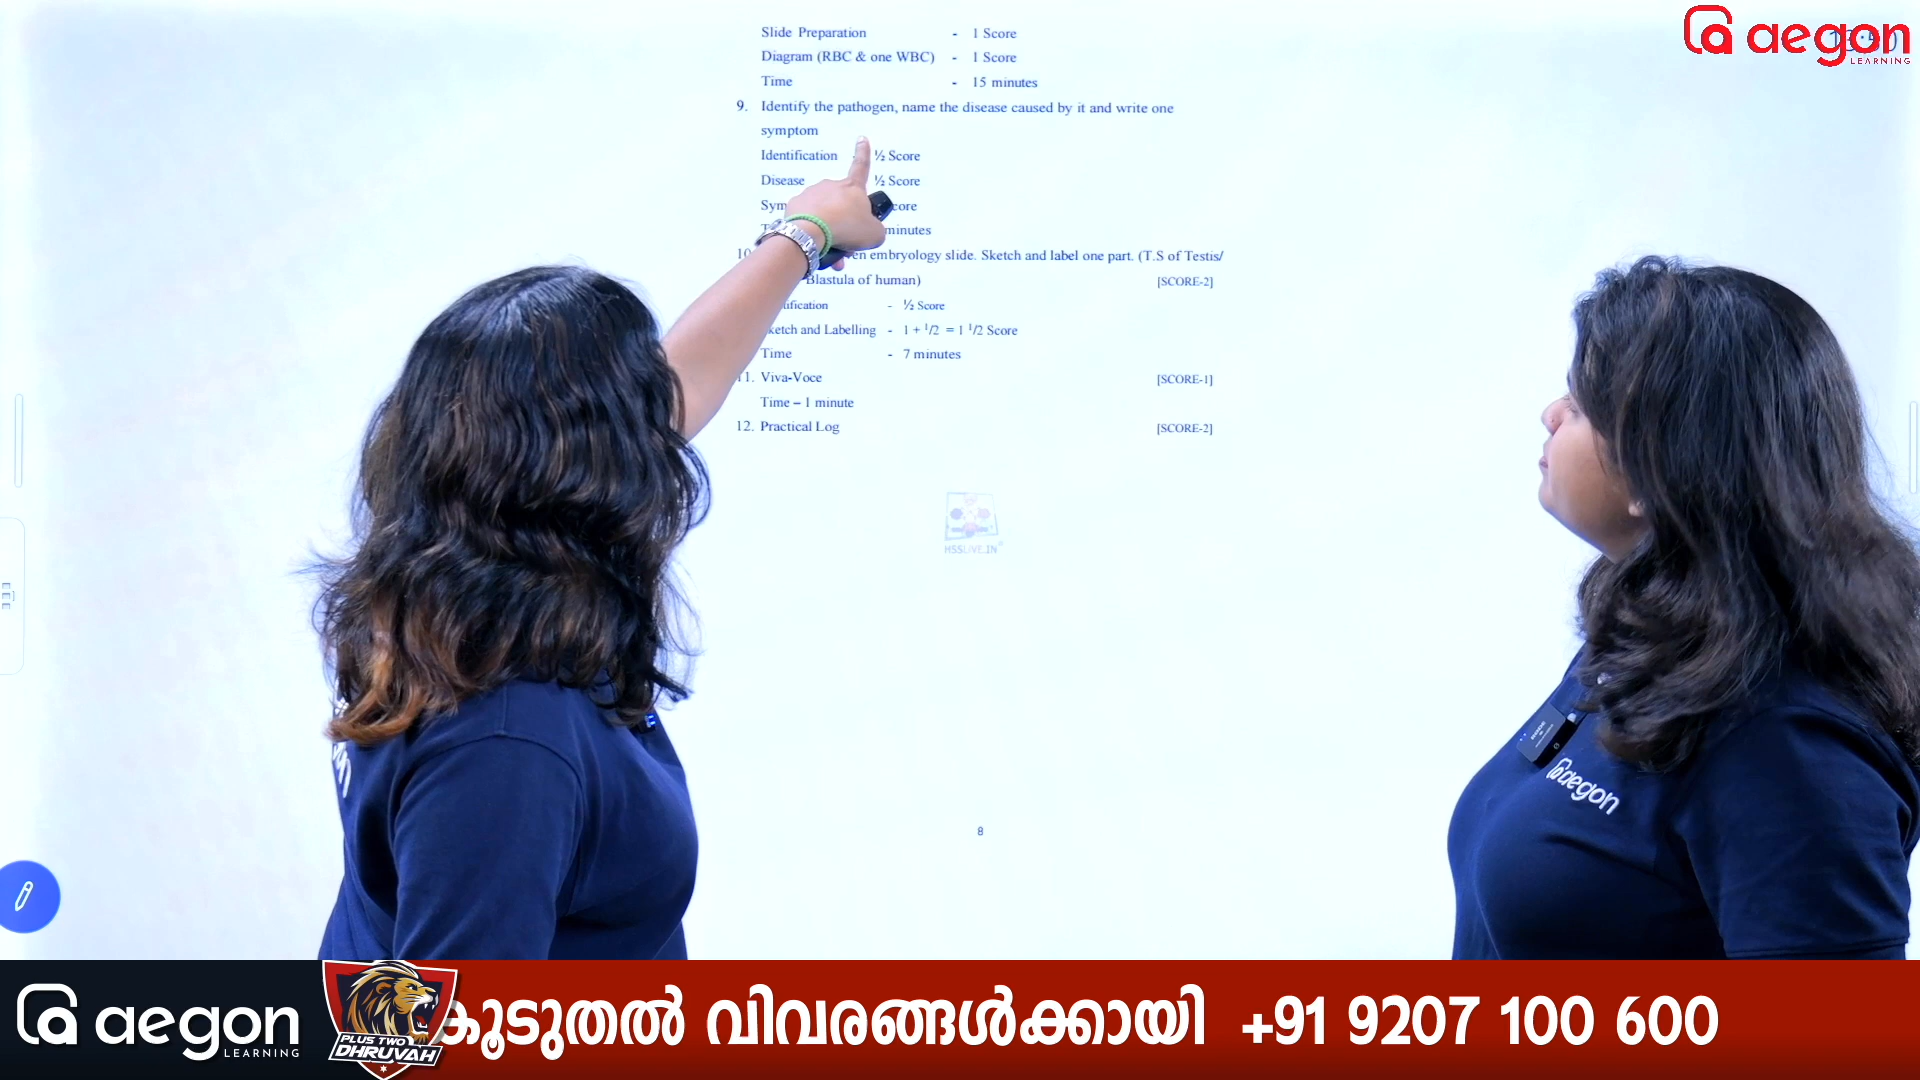 Slide Preparation - 1 Score
Diagram (RBC & one WBC) - 1 Score
Time - 15 minutes
9. Identify the pathogen, name the disease caused by it and write one
symptom
Identification ½ Score
Disease ½ Score
minutes
embryology slide. Sketch and label one part. (T.S of Testis/
Blastula of human) [SCORE-2]
- ½ Score
Sketch and Labelling - 1 + 1/2 = 1 1/2 Score
Time - 7 minutes
11. Viva-Voce [SCORE-1]
Time – 1 minute
12. Practical Log [SCORE-2]
HSSLIVE.IN
8
aegon
LEARNING
aegon
aegon
LEARNING
PLUS TWO
DHRUVAH
കൂടുതൽ വിവരങ്ങൾക്കായി +91 9207 100 600